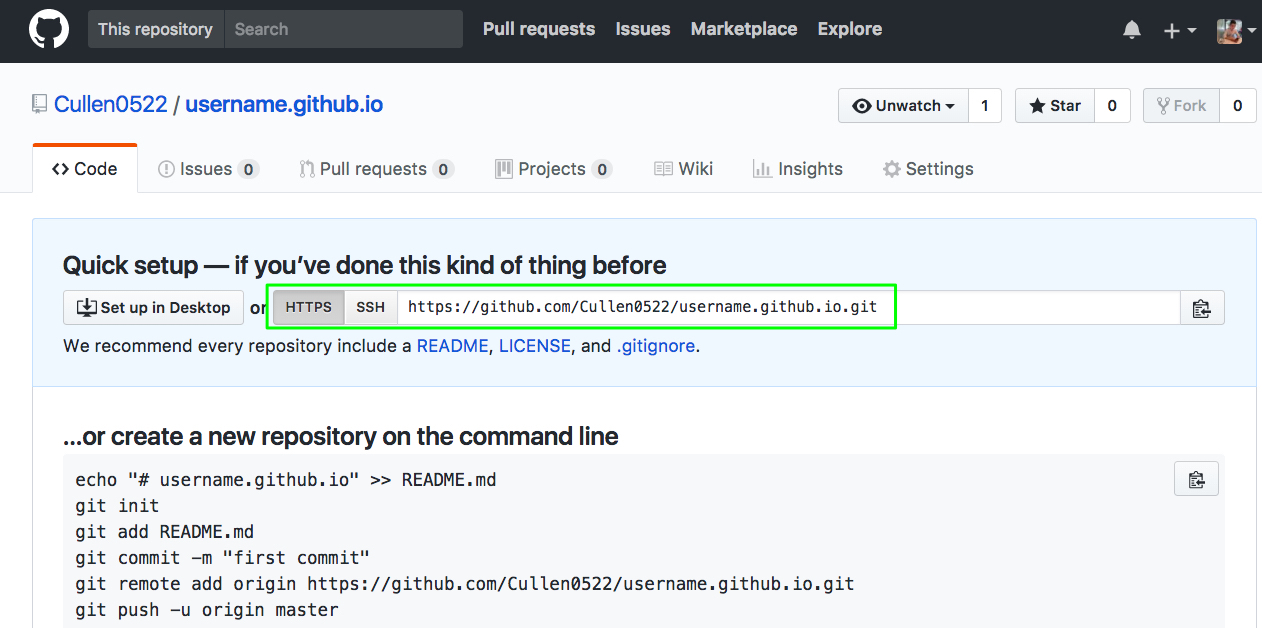 This repository Search Pull requests Issues Marketplace Explore
Cullen0522 / username.github.io Unwatch 1 Star 0 Fork 0
Code Issues 0 Pull requests 0 Projects 0 Wiki Insights Settings
Quick setup — if you’ve done this kind of thing before
Set up in Desktop or HTTPS SSH https://github.com/Cullen0522/username.github.io.git
We recommend every repository include a README, LICENSE, and .gitignore.
…or create a new repository on the command line
echo "# username.github.io" >> README.md
git init
git add README.md
git commit -m "first commit"
git remote add origin https://github.com/Cullen0522/username.github.io.git
git push -u origin master